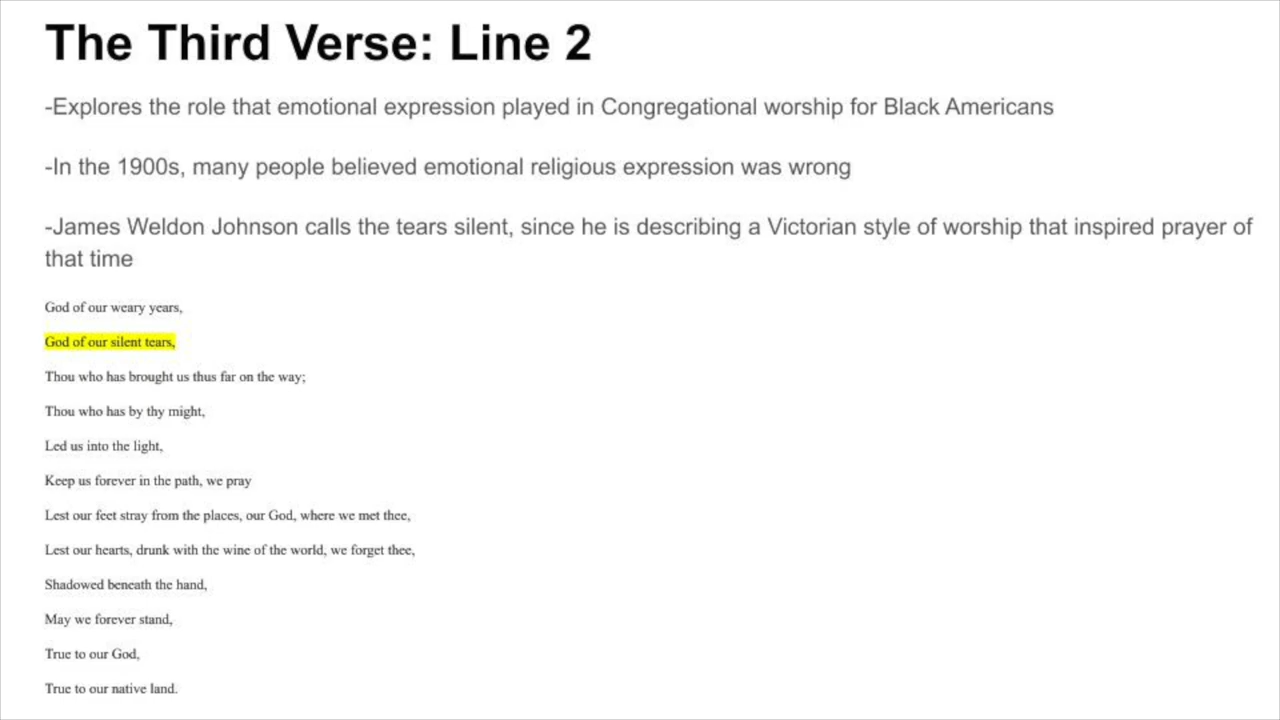 The Third Verse: Line 2
-Explores the role that emotional expression played in Congregational worship for Black Americans
-In the 1900s, many people believed emotional religious expression was wrong
-James Weldon Johnson calls the tears silent, since he is describing a Victorian style of worship that inspired prayer of
that time
God of our weary years,
God of our silent tears,
Thou who has brought us thus far on the way;
Thou who has by thy might,
Led us into the light,
Keep us forever in the path, we pray
Lest our feet stray from the places, our God, where we met thee,
Lest our hearts, drunk with the wine of the world, we forget thee,
Shadowed beneath the hand,
May we forever stand,
True to our God,
True to our native land.